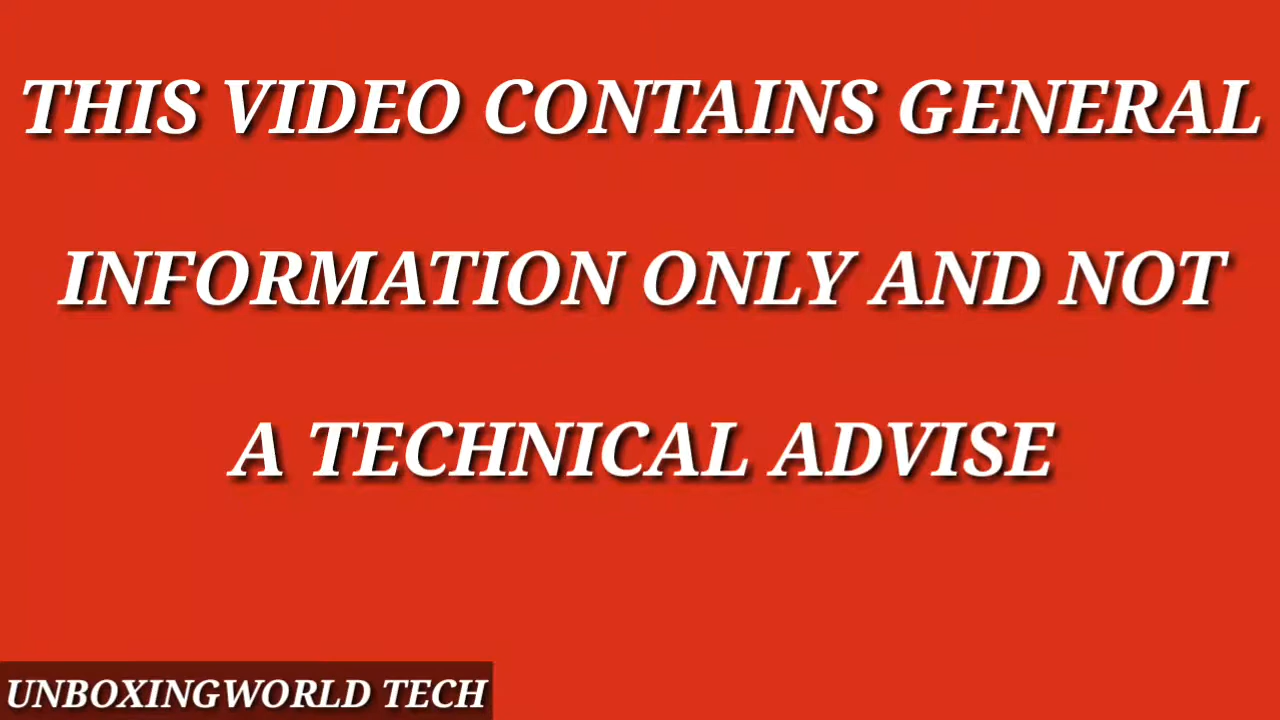 THIS VIDEO CONTAINS GENERAL
INFORMATION ONLY AND NOT
A TECHNICAL ADVISE
UNBOXINGWORLD TECH